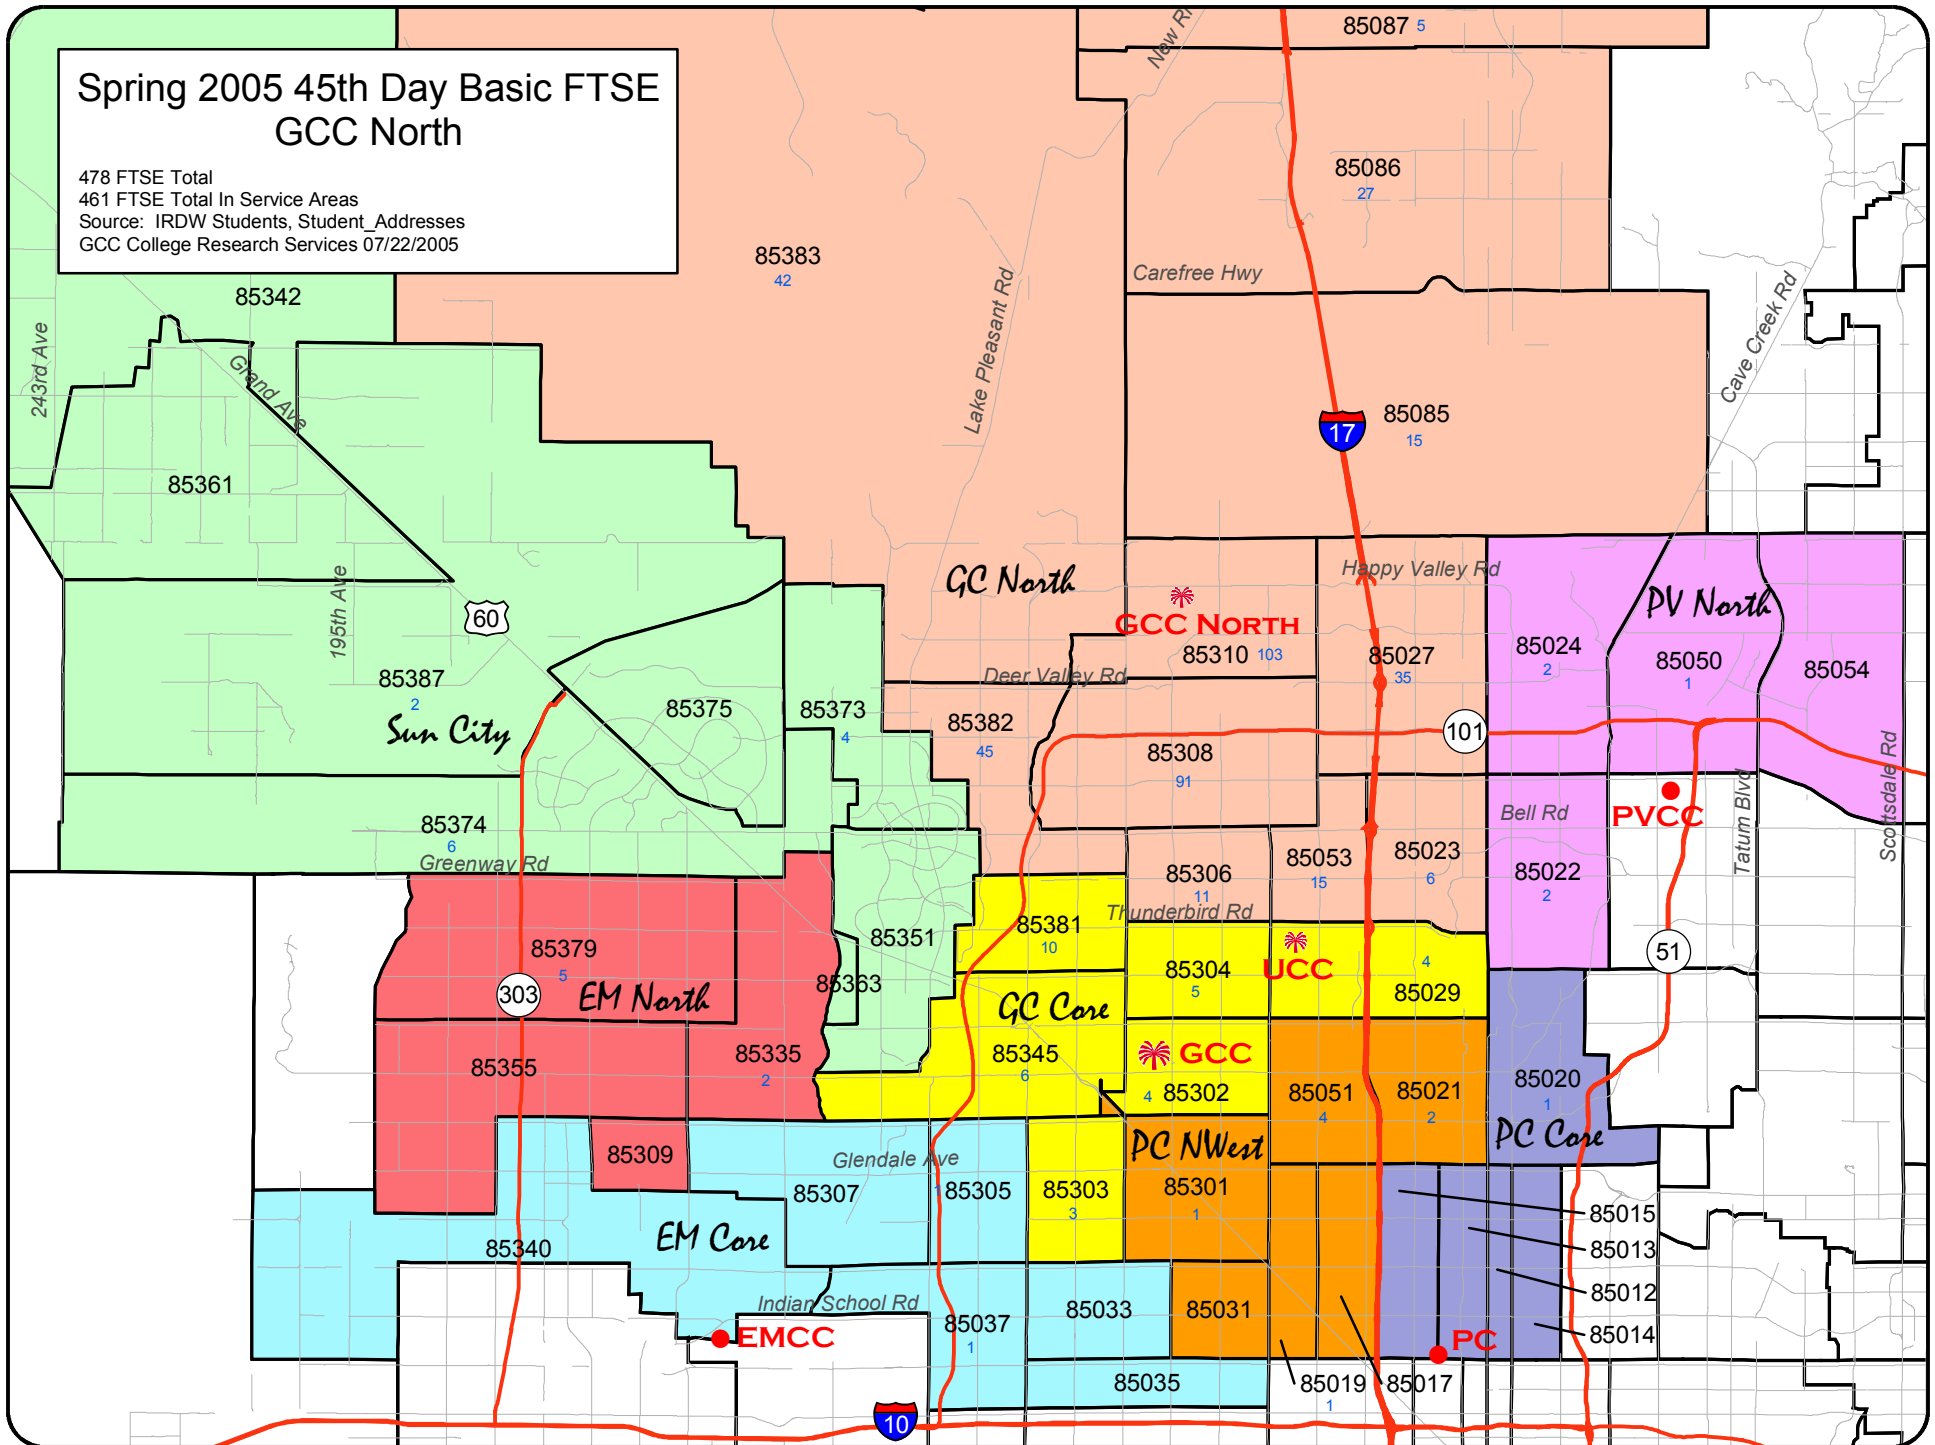 Spring 2005 45th Day Basic FTSE
GCC North
478 FTSE Total
461 FTSE Total In Service Areas
Source: IRDW Students, Student_Addresses
GCC College Research Services 07/22/2005
85087 5
New Ri
85086
27
85383
42
Carefree Hwy
85342
Lake Pleasant Rd
Cave Creek Rd
243rd Ave
Grand Ave
17
85085
15
85361
195th Ave
60
GC North
Happy Valley Rd
GCC North
85310 103
85027
35
PV North
85024
2
85050
1
85054
85387
2
Sun City
85375
85373
4
Deer Valley Rd
85382
45
85308
91
101
Scottsdale Rd
Tatum Blvd
Bell Rd
PVCC
85374
6
Greenway Rd
85306
11
85053
15
85023
6
85022
2
Thunderbird Rd
85381
10
85351
85379
5
303
EM North
85363
GC Core
85304
5
UCC
4
85029
51
85355
85335
2
85345
6
GCC
4 85302
85051
4
85021
2
85020
1
PC Core
PC NWest
85309
Glendale Ave
85307
1
85305
85303
3
85301
1
85015
85013
85012
85014
EM Core
85340
Indian School Rd
EMCC
85037
1
85033
85031
PC
85035
85019
1
85017
10